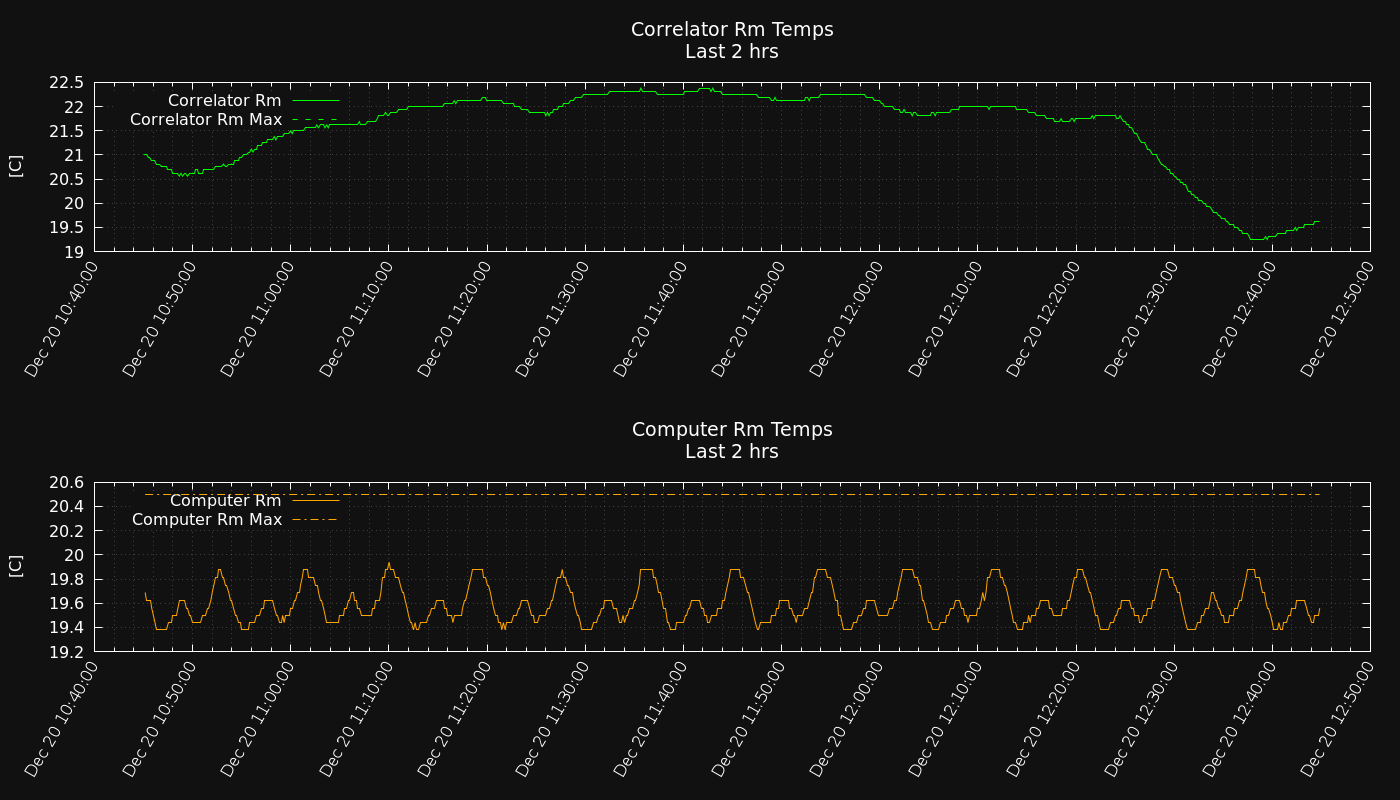 Correlator Rm Temps
Last 2 hrs
Correlator Rm
Correlator Rm Max
[C]
22.5
22
21.5
21
20.5
20
19.5
19
Dec 20 10:40:00
Dec 20 10:50:00
Dec 20 11:00:00
Dec 20 11:10:00
Dec 20 11:20:00
Dec 20 11:30:00
Dec 20 11:40:00
Dec 20 11:50:00
Dec 20 12:00:00
Dec 20 12:10:00
Dec 20 12:20:00
Dec 20 12:30:00
Dec 20 12:40:00
Dec 20 12:50:00
Computer Rm Temps
Last 2 hrs
Computer Rm
Computer Rm Max
[C]
20.6
20.4
20.2
20
19.8
19.6
19.4
19.2
Dec 20 10:40:00
Dec 20 10:50:00
Dec 20 11:00:00
Dec 20 11:10:00
Dec 20 11:20:00
Dec 20 11:30:00
Dec 20 11:40:00
Dec 20 11:50:00
Dec 20 12:00:00
Dec 20 12:10:00
Dec 20 12:20:00
Dec 20 12:30:00
Dec 20 12:40:00
Dec 20 12:50:00